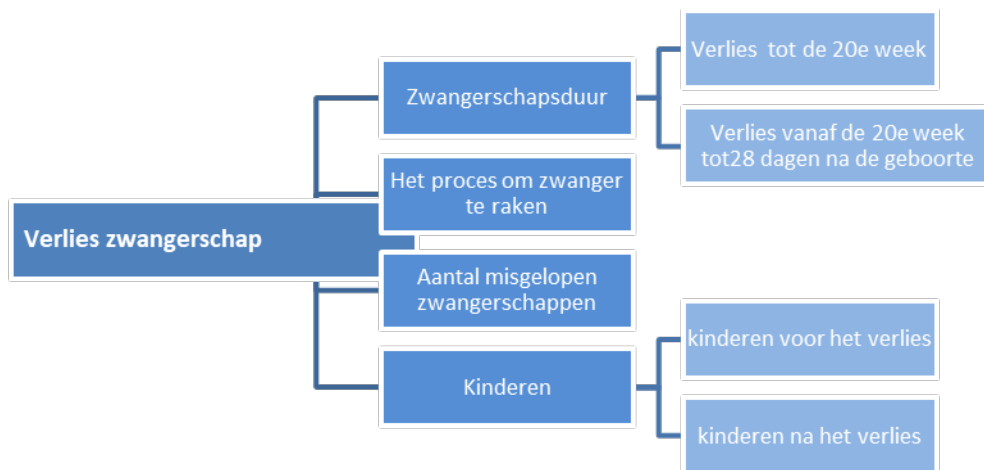 Verlies zwangerschap
Zwangerschapsduur
Verlies tot de 20e week
Verlies vanaf de 20e week
tot28 dagen na de geboorte
Het proces om zwanger
te raken
Aantal misgelopen
zwangerschappen
Kinderen
kinderen voor het verlies
kinderen na het verlies